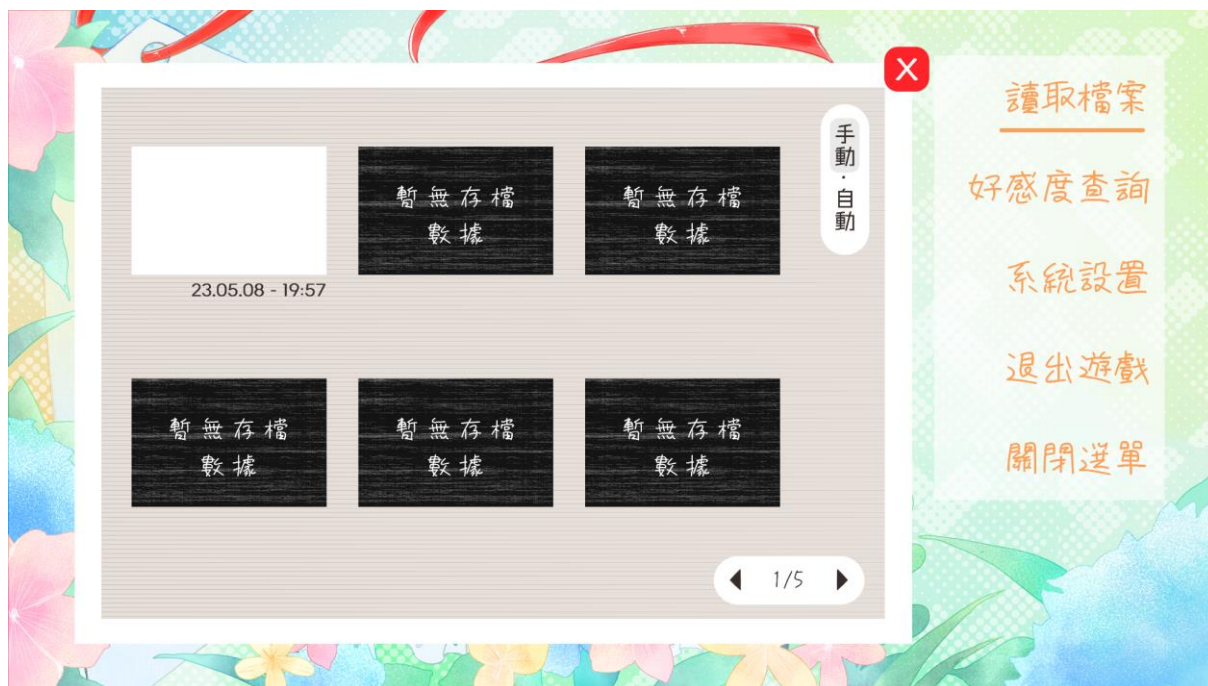 X
讀取檔案
手動·自動
好感度查詢
暫無存檔
數據
暫無存檔
數據
23.05.08 - 19:57
系統設置
退出遊戲
暫無存檔
數據
暫無存檔
數據
暫無存檔
數據
關閉選單
1/5